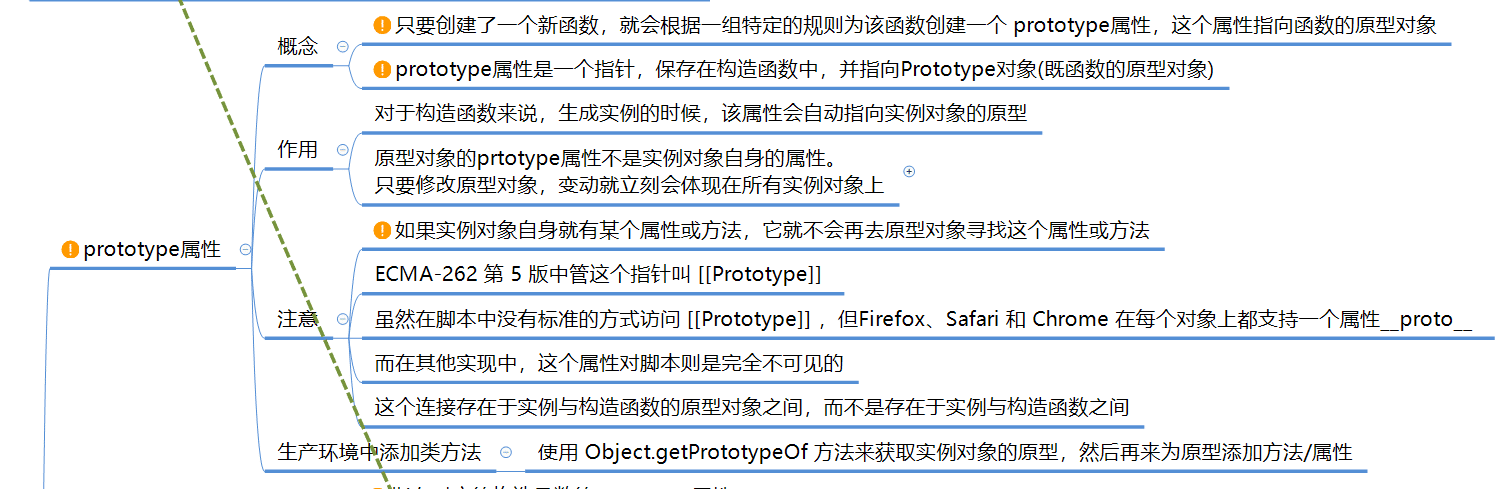 概念
只要创建了一个新函数，就会根据一组特定的规则为该函数创建一个 prototype属性，这个属性指向函数的原型对象
prototype属性是一个指针，保存在构造函数中，并指向Prototype对象(既函数的原型对象)
作用
对于构造函数来说，生成实例的时候，该属性会自动指向实例对象的原型
原型对象的prtotype属性不是实例对象自身的属性。
只要修改原型对象，变动就立刻会体现在所有实例对象上
prototype属性
注意
如果实例对象自身就有某个属性或方法，它就不会再去原型对象寻找这个属性或方法
ECMA-262 第 5 版中管这个指针叫 [[Prototype]]
虽然在脚本中没有标准的方式访问 [[Prototype]] ，但Firefox、Safari 和 Chrome 在每个对象上都支持一个属性__proto__
而在其他实现中，这个属性对脚本则是完全不可见的
这个连接存在于实例与构造函数的原型对象之间，而不是存在于实例与构造函数之间
生产环境中添加类方法
使用 Object.getPrototypeOf 方法来获取实例对象的原型，然后再来为原型添加方法/属性